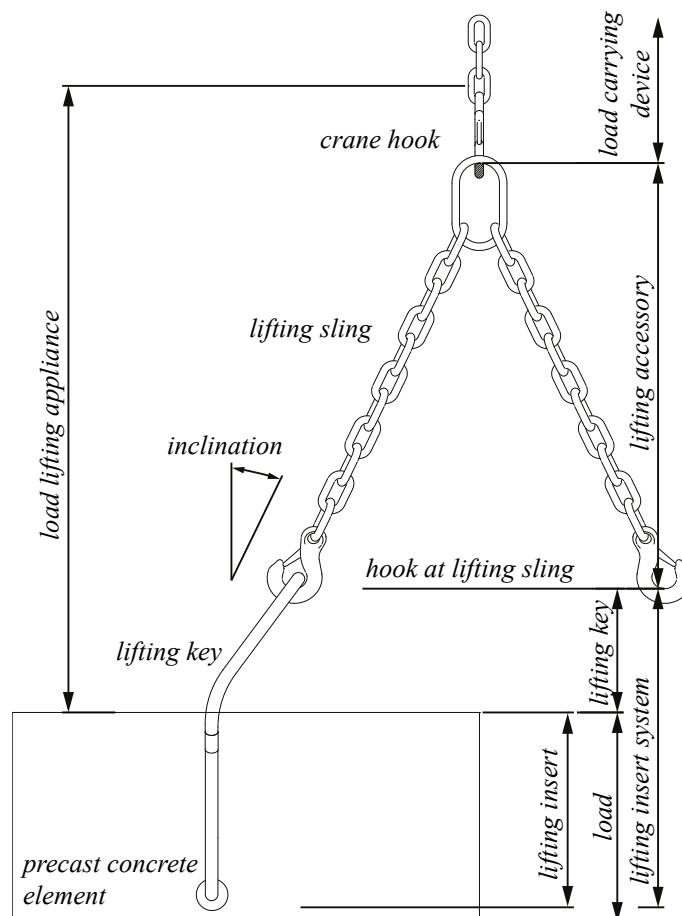 load carrying
device
crane hook
load lifting appliance
lifting sling
lifting accessory
inclination
hook at lifting sling
lifting key
lifting key
lifting insert
load
lifting insert system
precast concrete
element